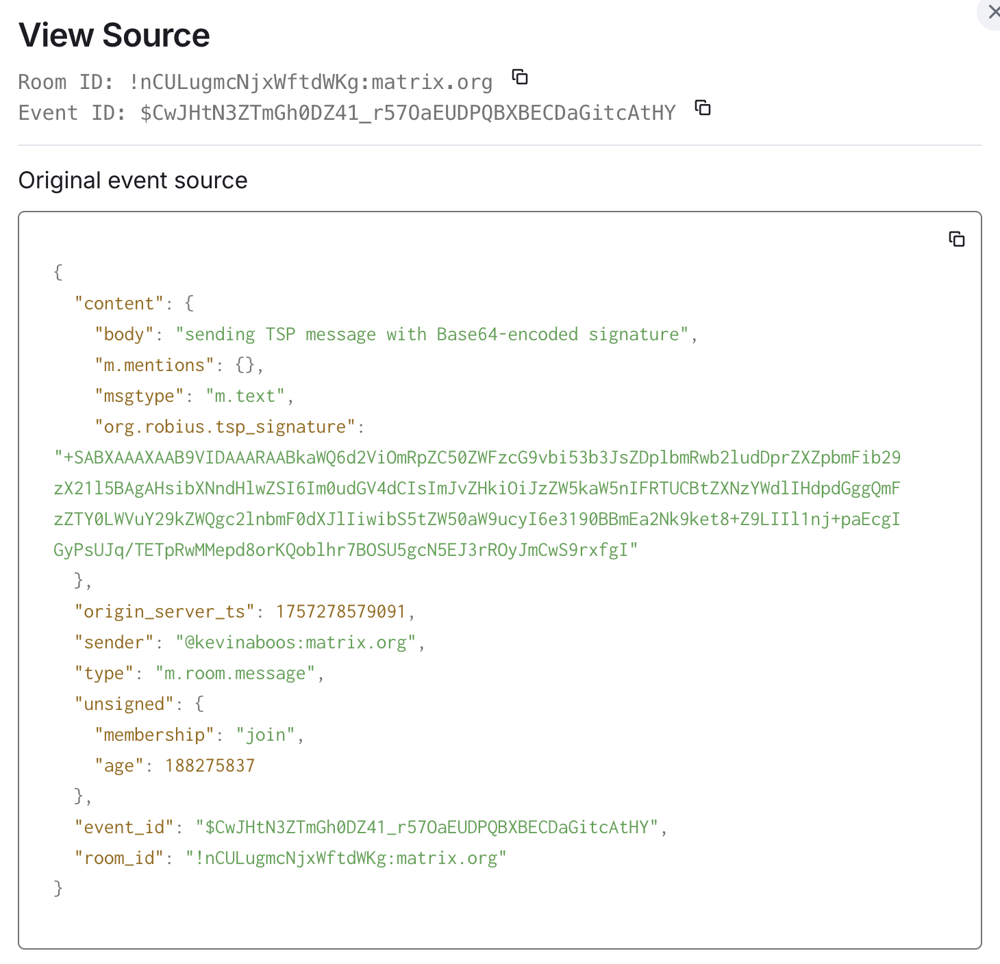 View Source
Room ID: !nCULugmcNjxWftdWKg:matrix.org
Event ID: $CwJHtN3ZTmGh0DZ41_r57OaEUDPQBXBECDaGitcAtHY
Original event source
{
"content": {
"body": "sending TSP message with Base64-encoded signature",
"m.mentions": {},
"msgtype": "m.text",
"org.robius.tsp_signature":
"+SABXAAAXAAB9VIDAAARAABkaWQ6d2ViOmRpZC50ZWFzcG9vbi53b3JsZDplbmRwb2ludDprZXZpbmFib29
zX21l5BAgAHsibXNndHlwZSI6Im0udGV4dCIsImJvZHkiOiJzZW5kaW5nIFRTUCBtZXNzYWdlIHdpdGggQmF
zZTY0LWVuY29kZWQgc2lnbmF0dXJlIiwibS5tZW50aW9ucyI6e3190BBmEa2Nk9ket8+Z9LIIl1nj+paEcgI
GyPsUJq/TETpRwMMepd8orKQoblhr7BOSU5gcN5EJ3rROyJmCwS9rxfgI"
},
"origin_server_ts": 1757278579091,
"sender": "@kevinaboos:matrix.org",
"type": "m.room.message",
"unsigned": {
"membership": "join",
"age": 188275837
},
"event_id": "$CwJHtN3ZTmGh0DZ41_r57OaEUDPQBXBECDaGitcAtHY",
"room_id": "!nCULugmcNjxWftdWKg:matrix.org"
}